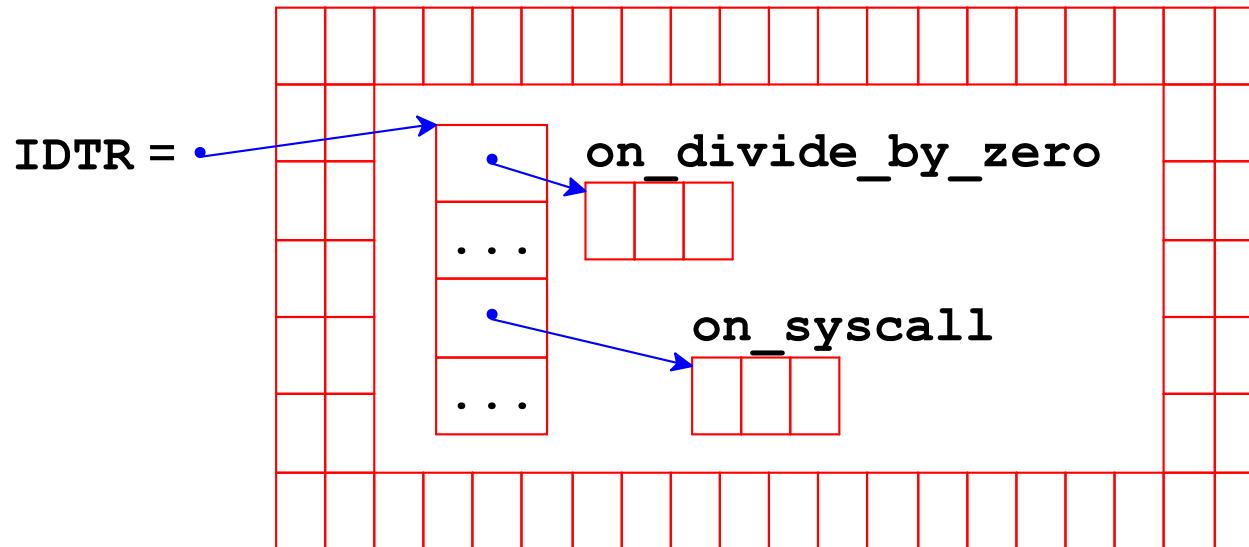 IDTR =
on_divide_by_zero
...
on_syscall
...